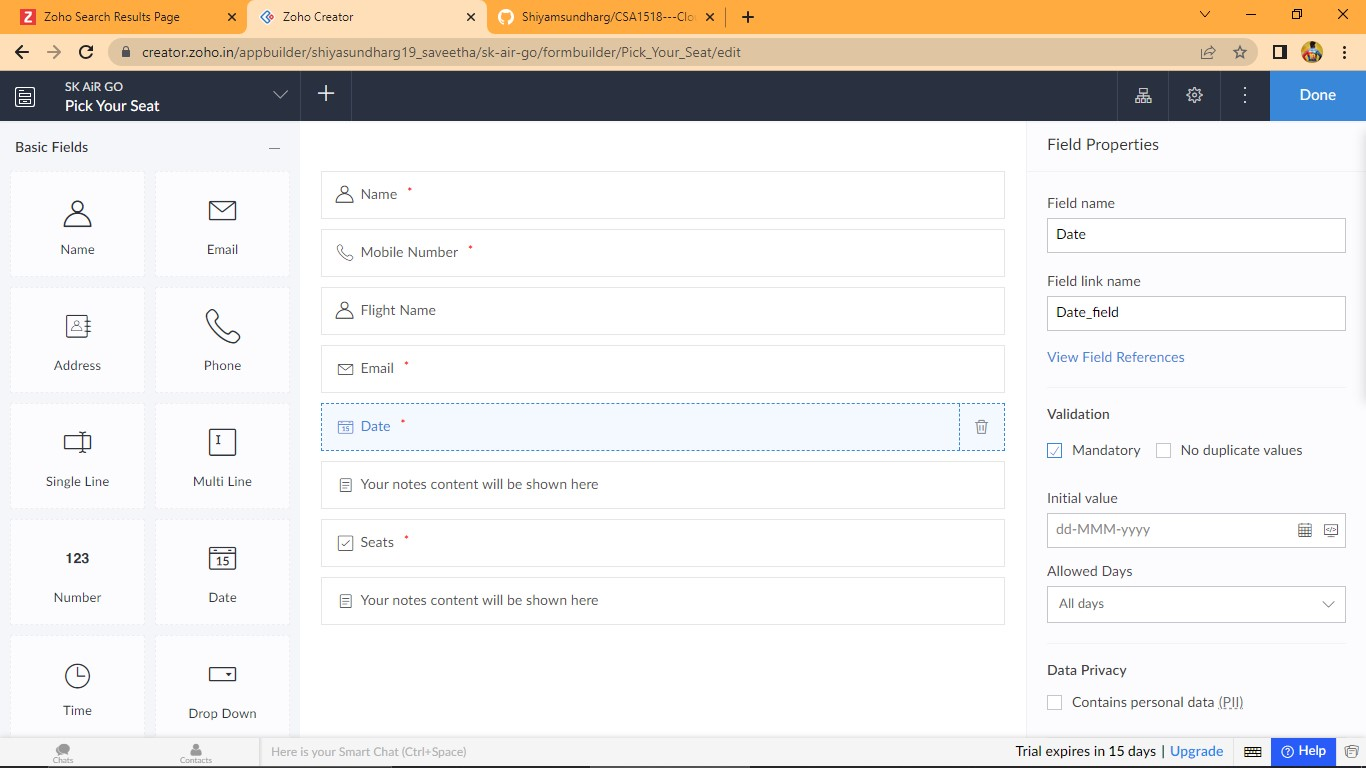 Zoho Search Results Page
Zoho Creator
Shiyamsundharg/CSA1518---Clo
creator.zoho.in/appbuilder/shiyasundharg19_saveetha/sk-air-go/formbuilder/Pick_Your_Seat/edit
SK AiR GO
Pick Your Seat
Done
Basic Fields
Name
Email
Address
Phone
Single Line
Multi Line
123
Number
15
Date
Time
Drop Down
Name *
Mobile Number *
Flight Name
Email *
15 Date *
Your notes content will be shown here
Seats *
Your notes content will be shown here
Field Properties
Field name
Date
Field link name
Date_field
View Field References
Validation
Mandatory No duplicate values
Initial value
dd-MMM-yyyy
Allowed Days
All days
Data Privacy
Contains personal data (PII)
Chats
Contacts
Here is your Smart Chat (Ctrl+Space)
Trial expires in 15 days | Upgrade
Help